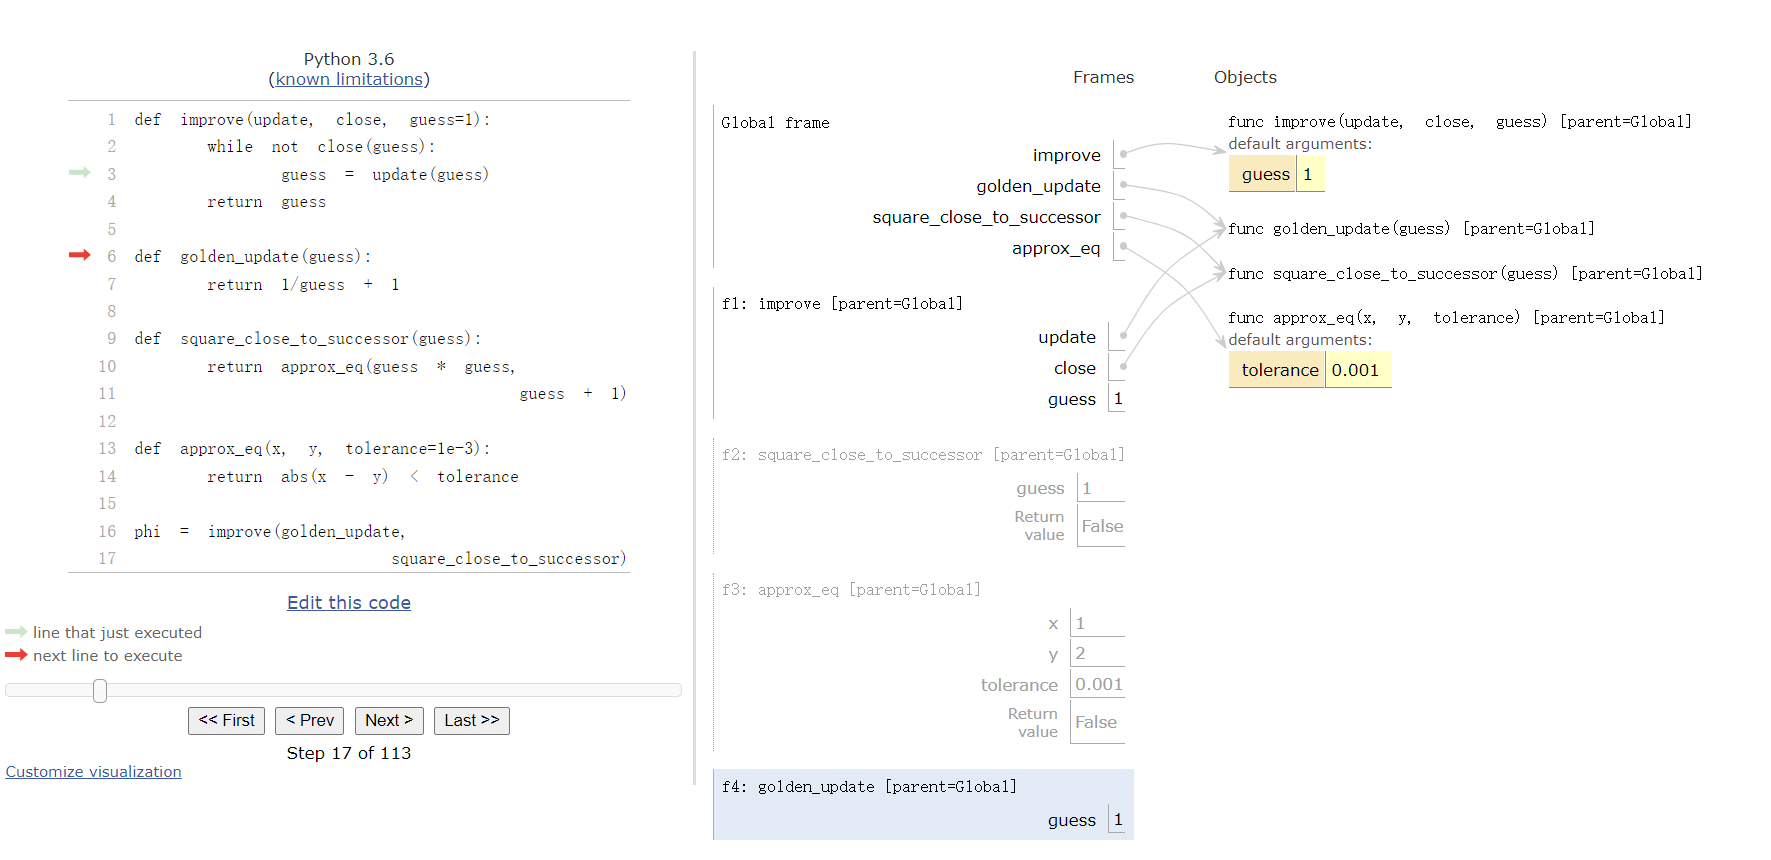 Python 3.6
(known limitations)
1 def improve(update, close, guess=1):
2 while not close(guess):
3 guess = update(guess)
4 return guess
5
6 def golden_update(guess):
7 return 1/guess + 1
8
9 def square_close_to_successor(guess):
10 return approx_eq(guess * guess,
11 guess + 1)
12
13 def approx_eq(x, y, tolerance=1e-3):
14 return abs(x - y) < tolerance
15
16 phi = improve(golden_update,
17 square_close_to_successor)
Edit this code
line that just executed
next line to execute
<< First < Prev Next > Last >>
Step 17 of 113
Customize visualization
Frames Objects
Global frame
improve
golden_update
square_close_to_successor
approx_eq
func improve(update, close, guess) [parent=Global]
default arguments:
guess 1
func golden_update(guess) [parent=Global]
func square_close_to_successor(guess) [parent=Global]
func approx_eq(x, y, tolerance) [parent=Global]
default arguments:
tolerance 0.001
f1: improve [parent=Global]
update
close
guess 1
f2: square_close_to_successor [parent=Global]
guess 1
Return
value False
f3: approx_eq [parent=Global]
x 1
y 2
tolerance 0.001
Return
value False
f4: golden_update [parent=Global]
guess 1